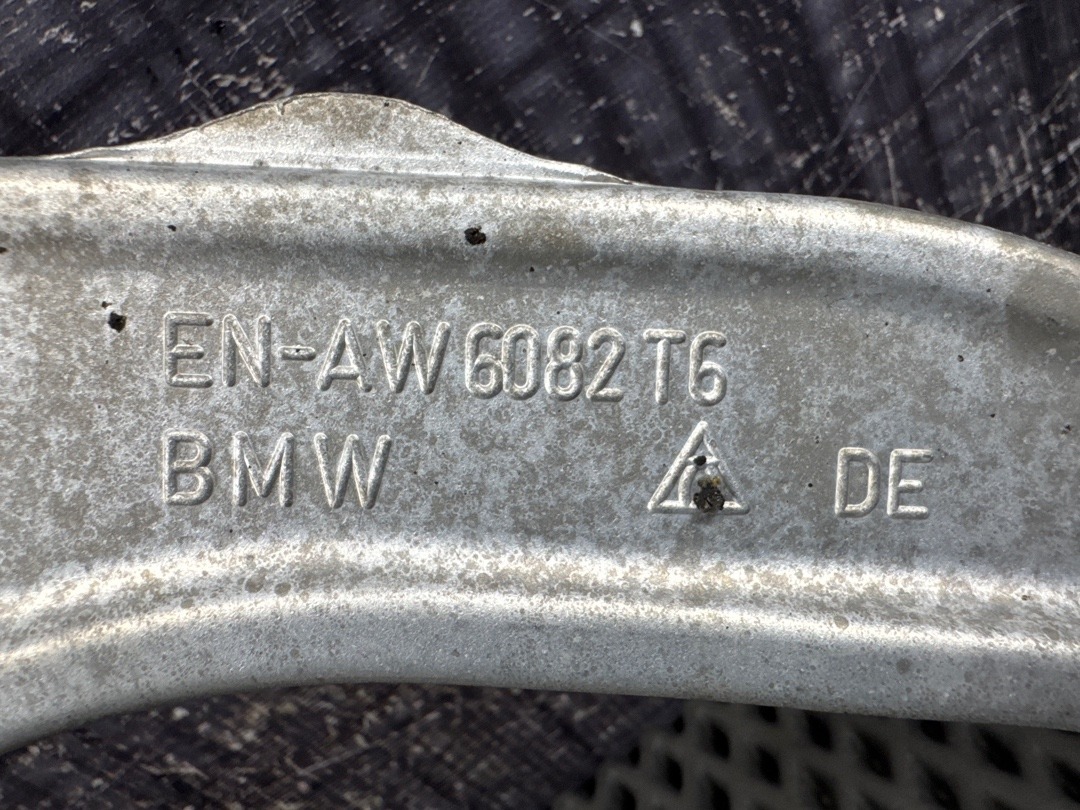 EN-AW 6082 T6
BMW DE